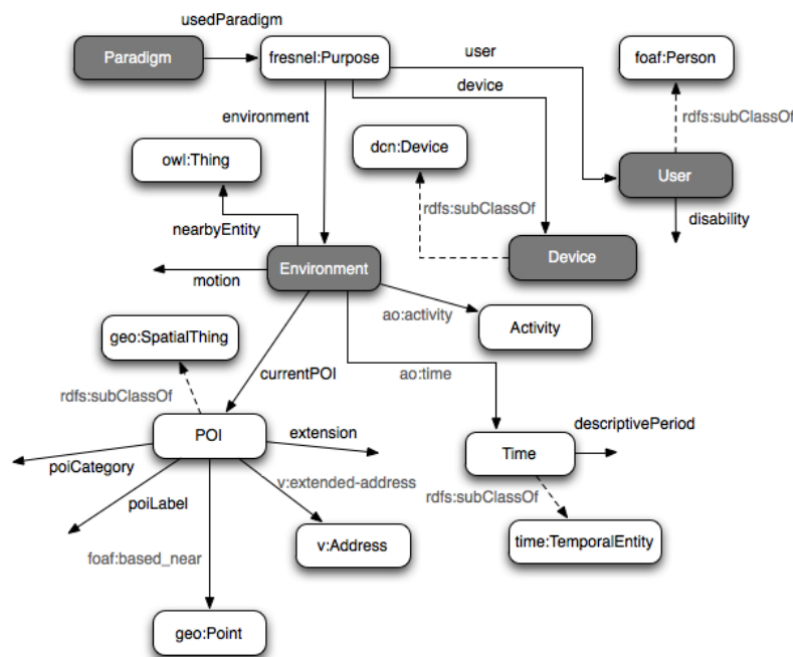 usedParadigm
Paradigm
fresnel:Purpose
user
foaf:Person
device
environment
rdfs:subClassOf
dcn:Device
owl:Thing
User
rdfs:subClassOf
disability
nearbyEntity
Environment
Device
motion
ao:activity
Activity
geo:SpatialThing
currentPOI
ao:time
rdfs:subClassOf
descriptivePeriod
POI
extension
Time
poiCategory
v:extended-address
rdfs:subClassOf
poiLabel
v:Address
time:TemporalEntity
foaf:based_near
geo:Point